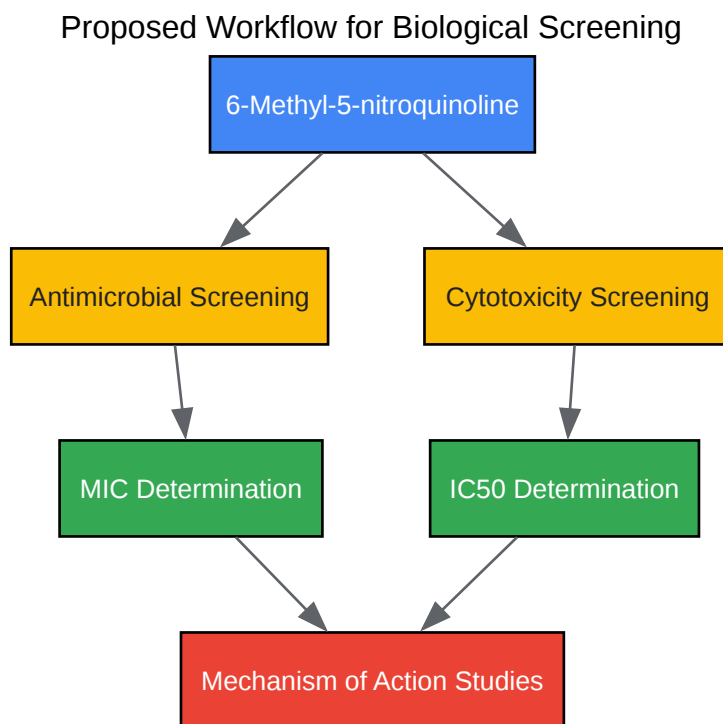 Proposed Workflow for Biological Screening
6-Methyl-5-nitroquinoline
Antimicrobial Screening
Cytotoxicity Screening
MIC Determination
IC50 Determination
Mechanism of Action Studies